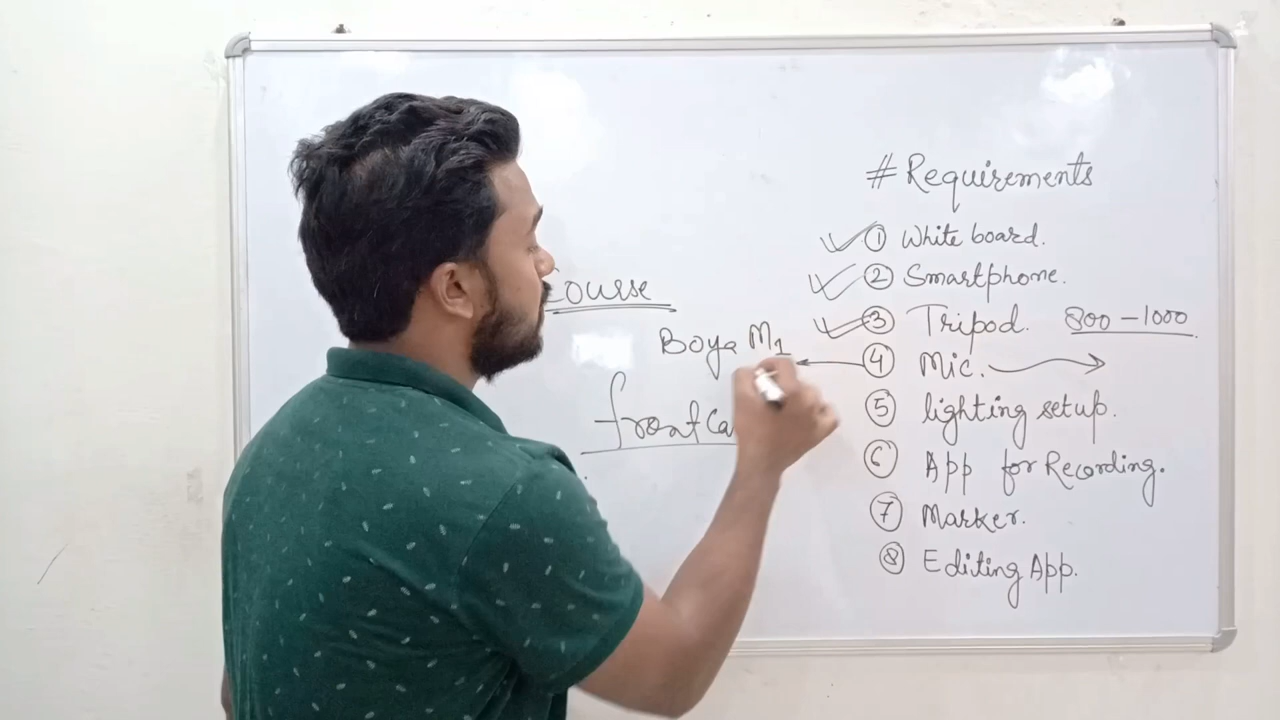 # Requirements
① White board.
② Smartphone.
③ Tripod. 800 - 1000
④ Mic.
⑤ lighting setup.
⑥ App for Recording.
⑦ Marker.
⑧ Editing App.
Course
Boya M1
front Ca